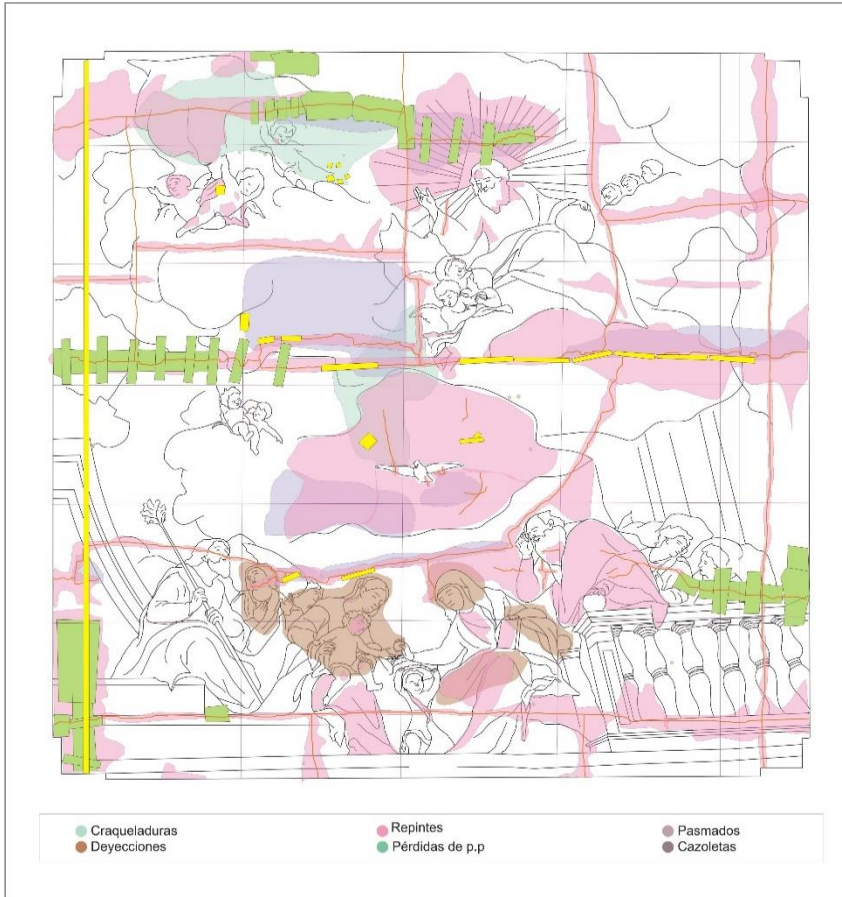 Craqueladuras
Repintes
Pasmados
Deyecciones
Pérdidas de p.p
Cazoletas